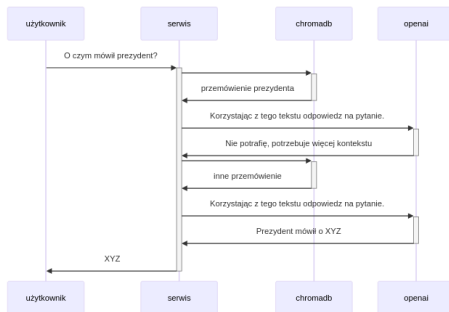 użytkownik serwis chromadb openai
O czym mówił prezydent?
przemówienie prezydenta
Korzystając z tego tekstu odpowiedz na pytanie.
Nie potrafię, potrzebuje więcej kontekstu
inne przemówienie
Korzystając z tego tekstu odpowiedz na pytanie.
Prezydent mówił o XYZ
XYZ
użytkownik serwis chromadb openai